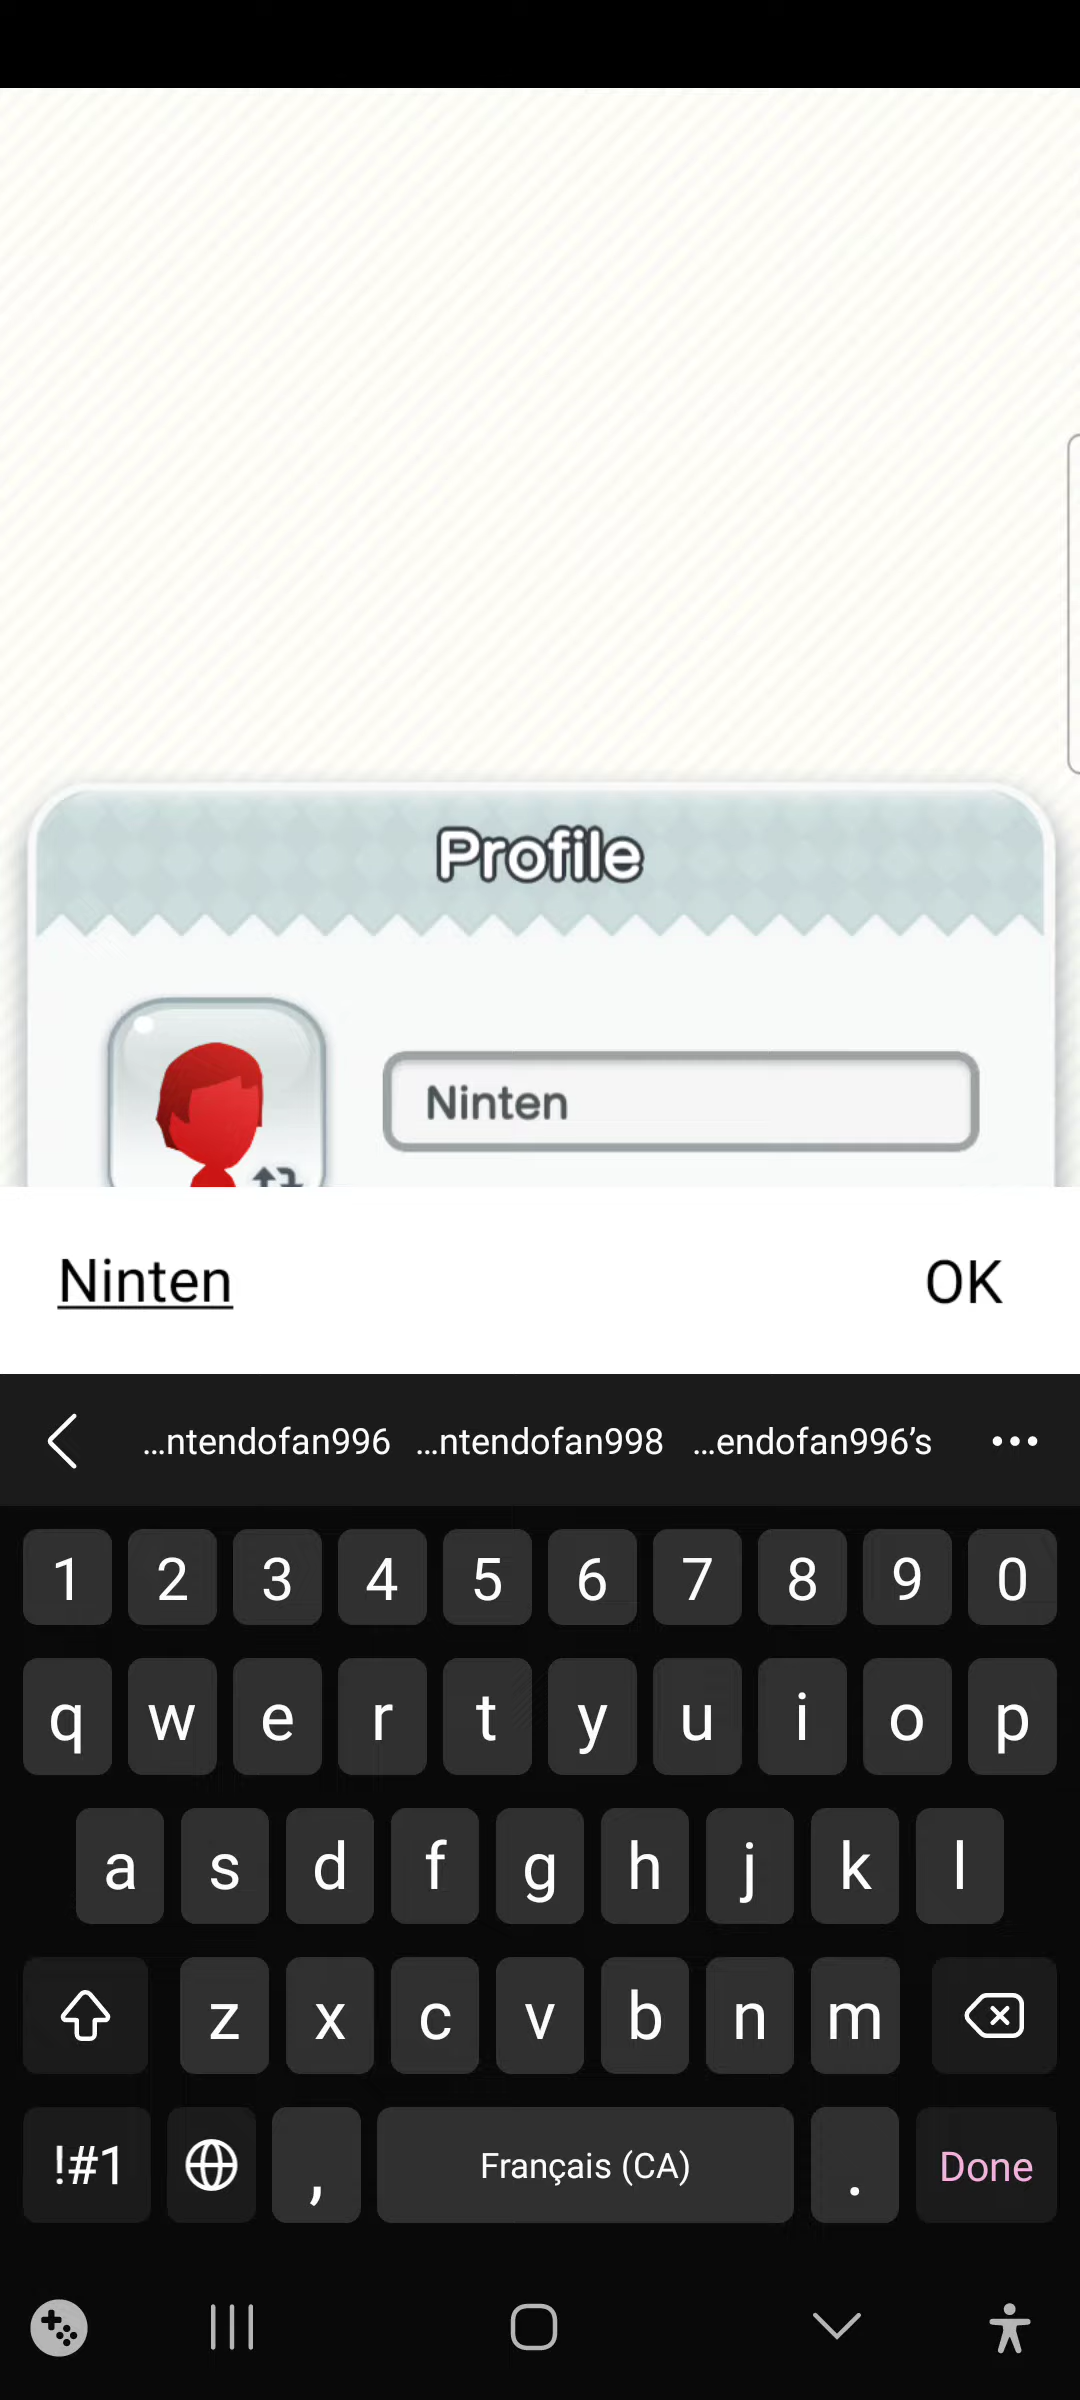 Profile
Ninten
Ninten OK
...ntendofan996 ...ntendofan998 ...endofan996’s
1 2 3 4 5 6 7 8 9 0
q w e r t y u i o p
a s d f g h j k l
z x c v b n m
!#1 , Français (CA) . Done